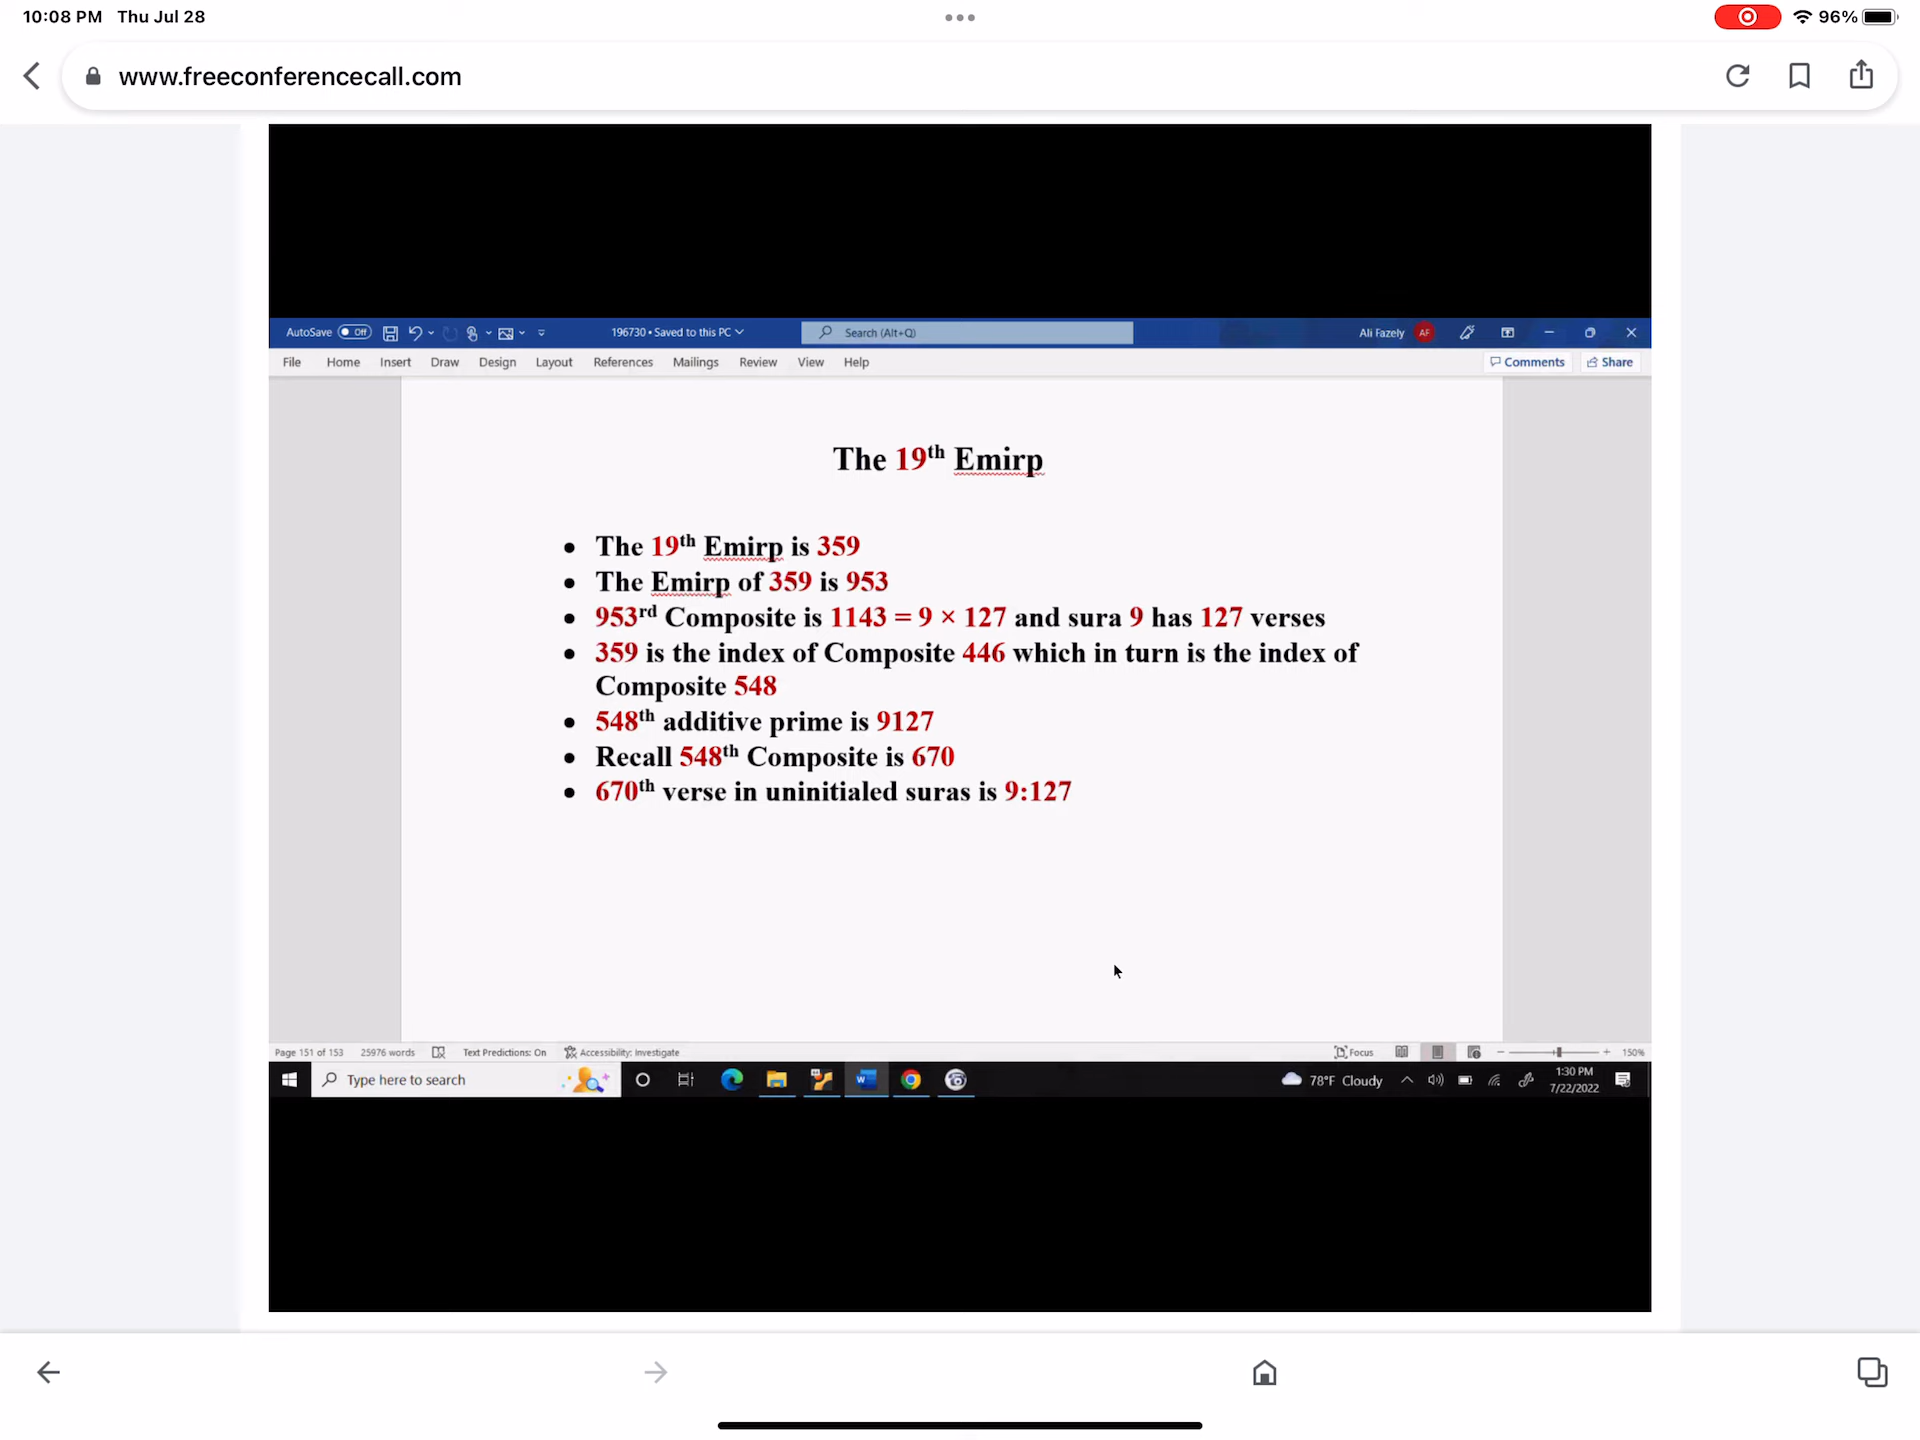 10:08 PM Thu Jul 28
96%
www.freeconferencecall.com
AutoSave Off
196730 • Saved to this PC
Search (Alt+Q)
Ali Fazely AF
File Home Insert Draw Design Layout References Mailings Review View Help
Comments Share
The 19th Emirp
• The 19th Emirp is 359
• The Emirp of 359 is 953
• 953rd Composite is 1143 = 9 × 127 and sura 9 has 127 verses
• 359 is the index of Composite 446 which in turn is the index of
Composite 548
• 548th additive prime is 9127
• Recall 548th Composite is 670
• 670th verse in uninitialed suras is 9:127
Page 151 of 153 25976 words Text Predictions: On Accessibility: Investigate
Focus 150%
Type here to search
78°F Cloudy
1:30 PM
7/22/2022